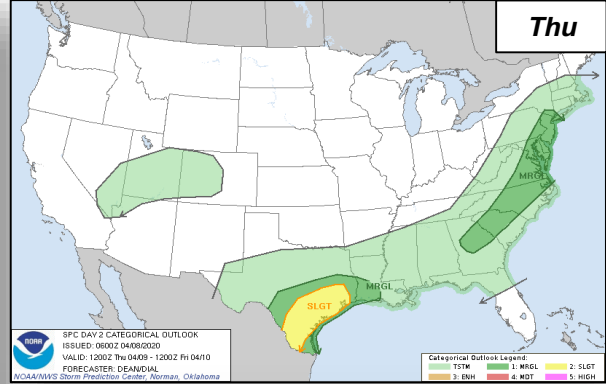 Thu
MRGL
MRGL
SLGT
NOAA
SPC DAY 2 CATEGORICAL OUTLOOK
ISSUED: 0600Z 04/08/2020
VALID: 1200Z Thu 04/09 - 1200Z Fri 04/10
FORECASTER: DEAN/DIAL
NOAA/NWS Storm Prediction Center, Norman, Oklahoma
Categorical Outlook Legend:
TSTM 1: MRGL 2: SLGT
3: ENH 4: MDT 5: HIGH